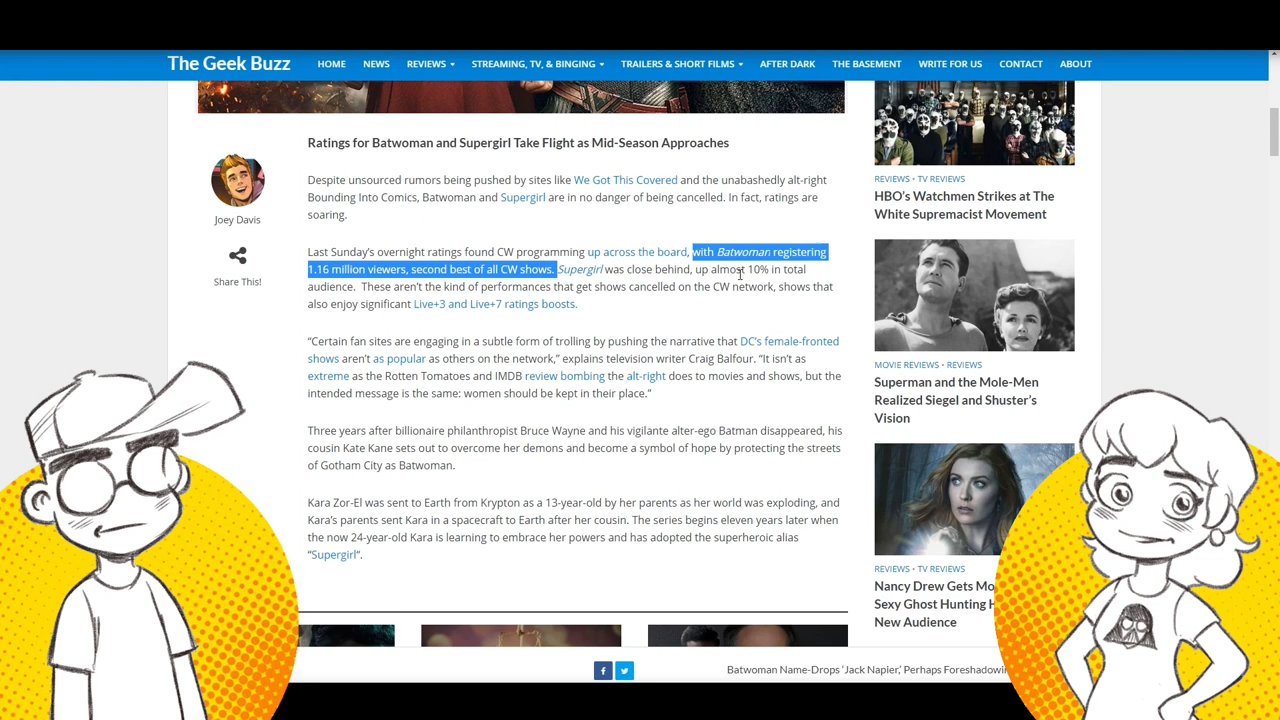 The Geek Buzz
HOME NEWS REVIEWS STREAMING, TV, & BINGING TRAILERS & SHORT FILMS AFTER DARK THE BASEMENT WRITE FOR US CONTACT ABOUT
Ratings for Batwoman and Supergirl Take Flight as Mid-Season Approaches
Joey Davis
Share This!
Despite unsourced rumors being pushed by sites like We Got This Covered and the unabashedly alt-right
Bounding Into Comics, Batwoman and Supergirl are in no danger of being cancelled. In fact, ratings are
soaring.
Last Sunday's overnight ratings found CW programming up across the board, with Batwoman registering
1.16 million viewers, second best of all CW shows. Supergirl was close behind, up almost 10% in total
audience. These aren't the kind of performances that get shows cancelled on the CW network, shows that
also enjoy significant Live+3 and Live+7 ratings boosts.
“Certain fan sites are engaging in a subtle form of trolling by pushing the narrative that DC's female-fronted
shows aren't as popular as others on the network,” explains television writer Craig Balfour. “It isn't as
extreme as the Rotten Tomatoes and IMDB review bombing the alt-right does to movies and shows, but the
intended message is the same: women should be kept in their place.”
Three years after billionaire philanthropist Bruce Wayne and his vigilante alter-ego Batman disappeared, his
cousin Kate Kane sets out to overcome her demons and become a symbol of hope by protecting the streets
of Gotham City as Batwoman.
Kara Zor-El was sent to Earth from Krypton as a 13-year-old by her parents as her world was exploding, and
Kara's parents sent Kara in a spacecraft to Earth after her cousin. The series begins eleven years later when
the now 24-year-old Kara is learning to embrace her powers and has adopted the superheroic alias
“Supergirl“.
REVIEWS • TV REVIEWS
HBO's Watchmen Strikes at The
White Supremacist Movement
MOVIE REVIEWS • REVIEWS
Superman and the Mole-Men
Realized Siegel and Shuster's
Vision
REVIEWS • TV REVIEWS
Nancy Drew Gets
Sexy Ghost Hunting
New Audience
Batwoman Name-Drops ‘Jack Napier,’ Perhaps